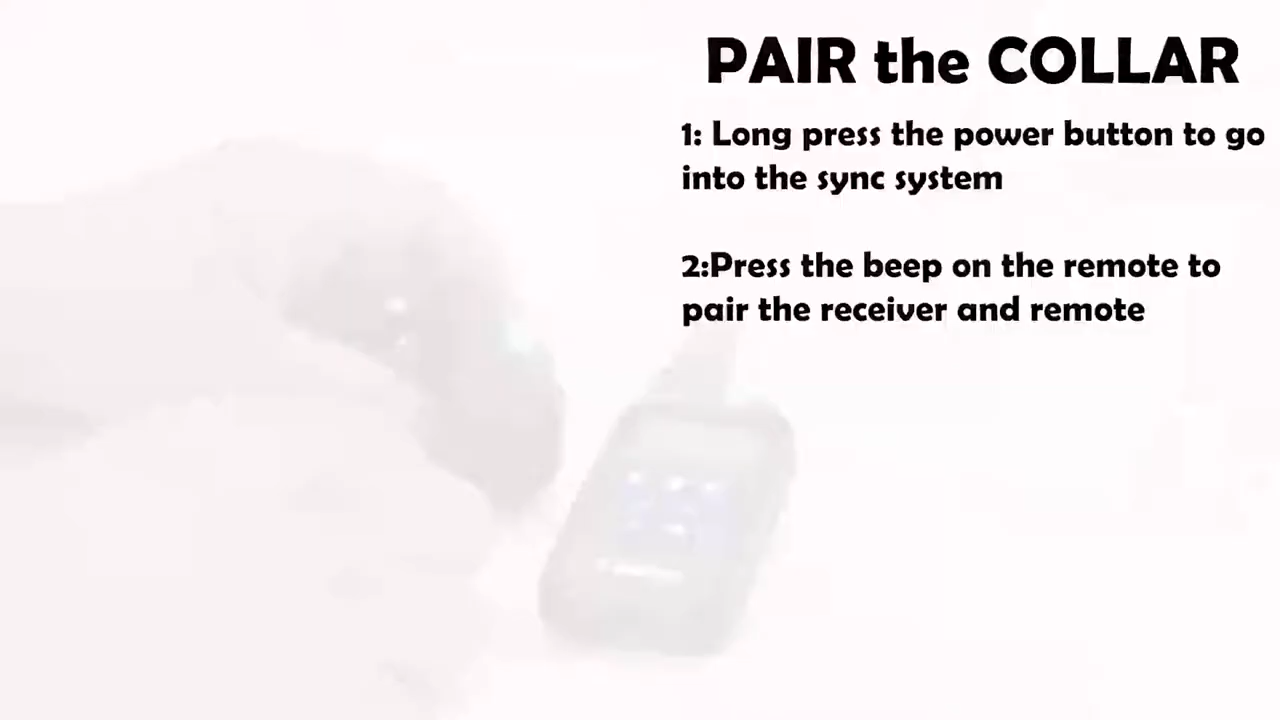 PAIR the COLLAR
1: Long press the power button to go
into the sync system
2:Press the beep on the remote to
pair the receiver and remote